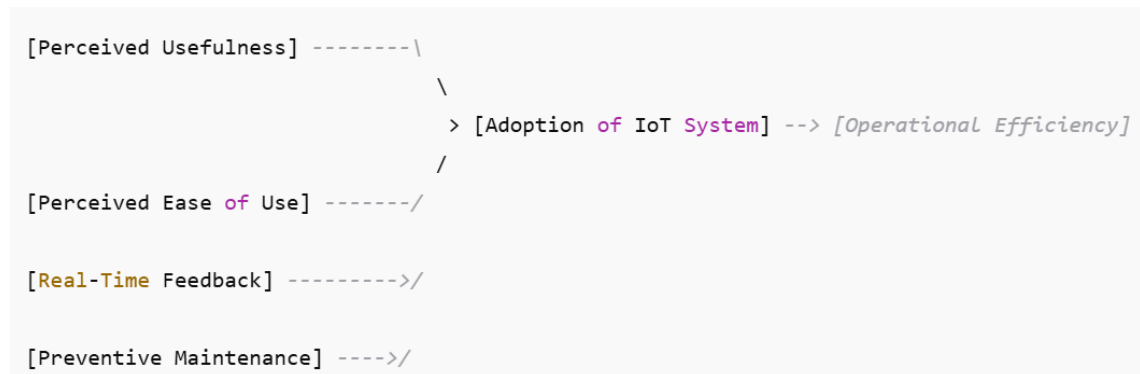 [Perceived Usefulness] --------\
\
> [Adoption of IoT System] --> [Operational Efficiency]
/
[Perceived Ease of Use] -------/
[Real-Time Feedback] --------->/
[Preventive Maintenance] ---->/